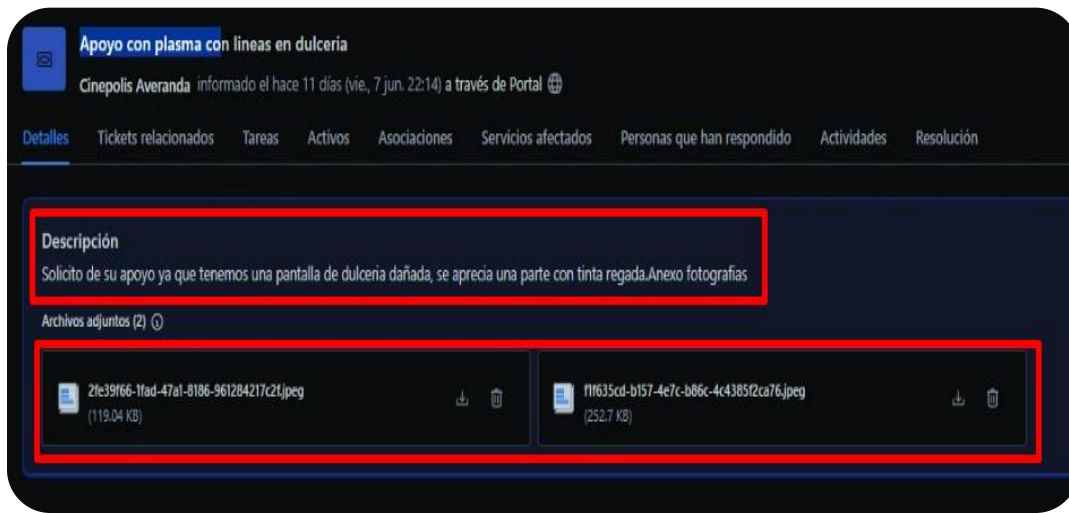 Apoyo con plasma con lineas en dulceria
Cinepolis Averanda informado el hace 11 días (vie., 7 jun. 22:14) a través de Portal
Detalles Tickets relacionados Tareas Activos Asociaciones Servicios afectados Personas que han respondido Actividades Resolución
Descripción
Solicito de su apoyo ya que tenemos una pantalla de dulceria dañada, se aprecia una parte con tinta regada.Anexo fotografias
Archivos adjuntos (2)
2fe39f66-1fad-47a1-8186-961284217c2f.jpeg f1f635cd-b157-4e7c-b86c-4c4385f2ca76.jpeg
(119.04 KB) (252.7 KB)